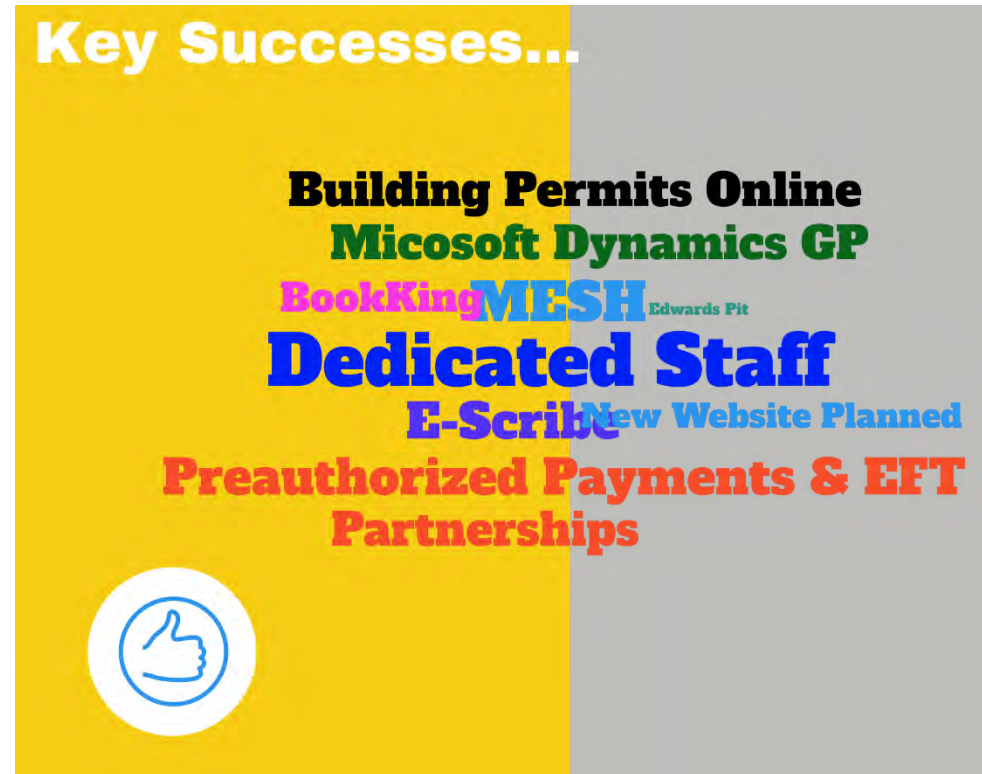 Key Successes...
Building Permits Online
Micosoft Dynamics GP
BookKing MESH Edwards Pit
Dedicated Staff
E-Scribe New Website Planned
Preauthorized Payments & EFT
Partnerships